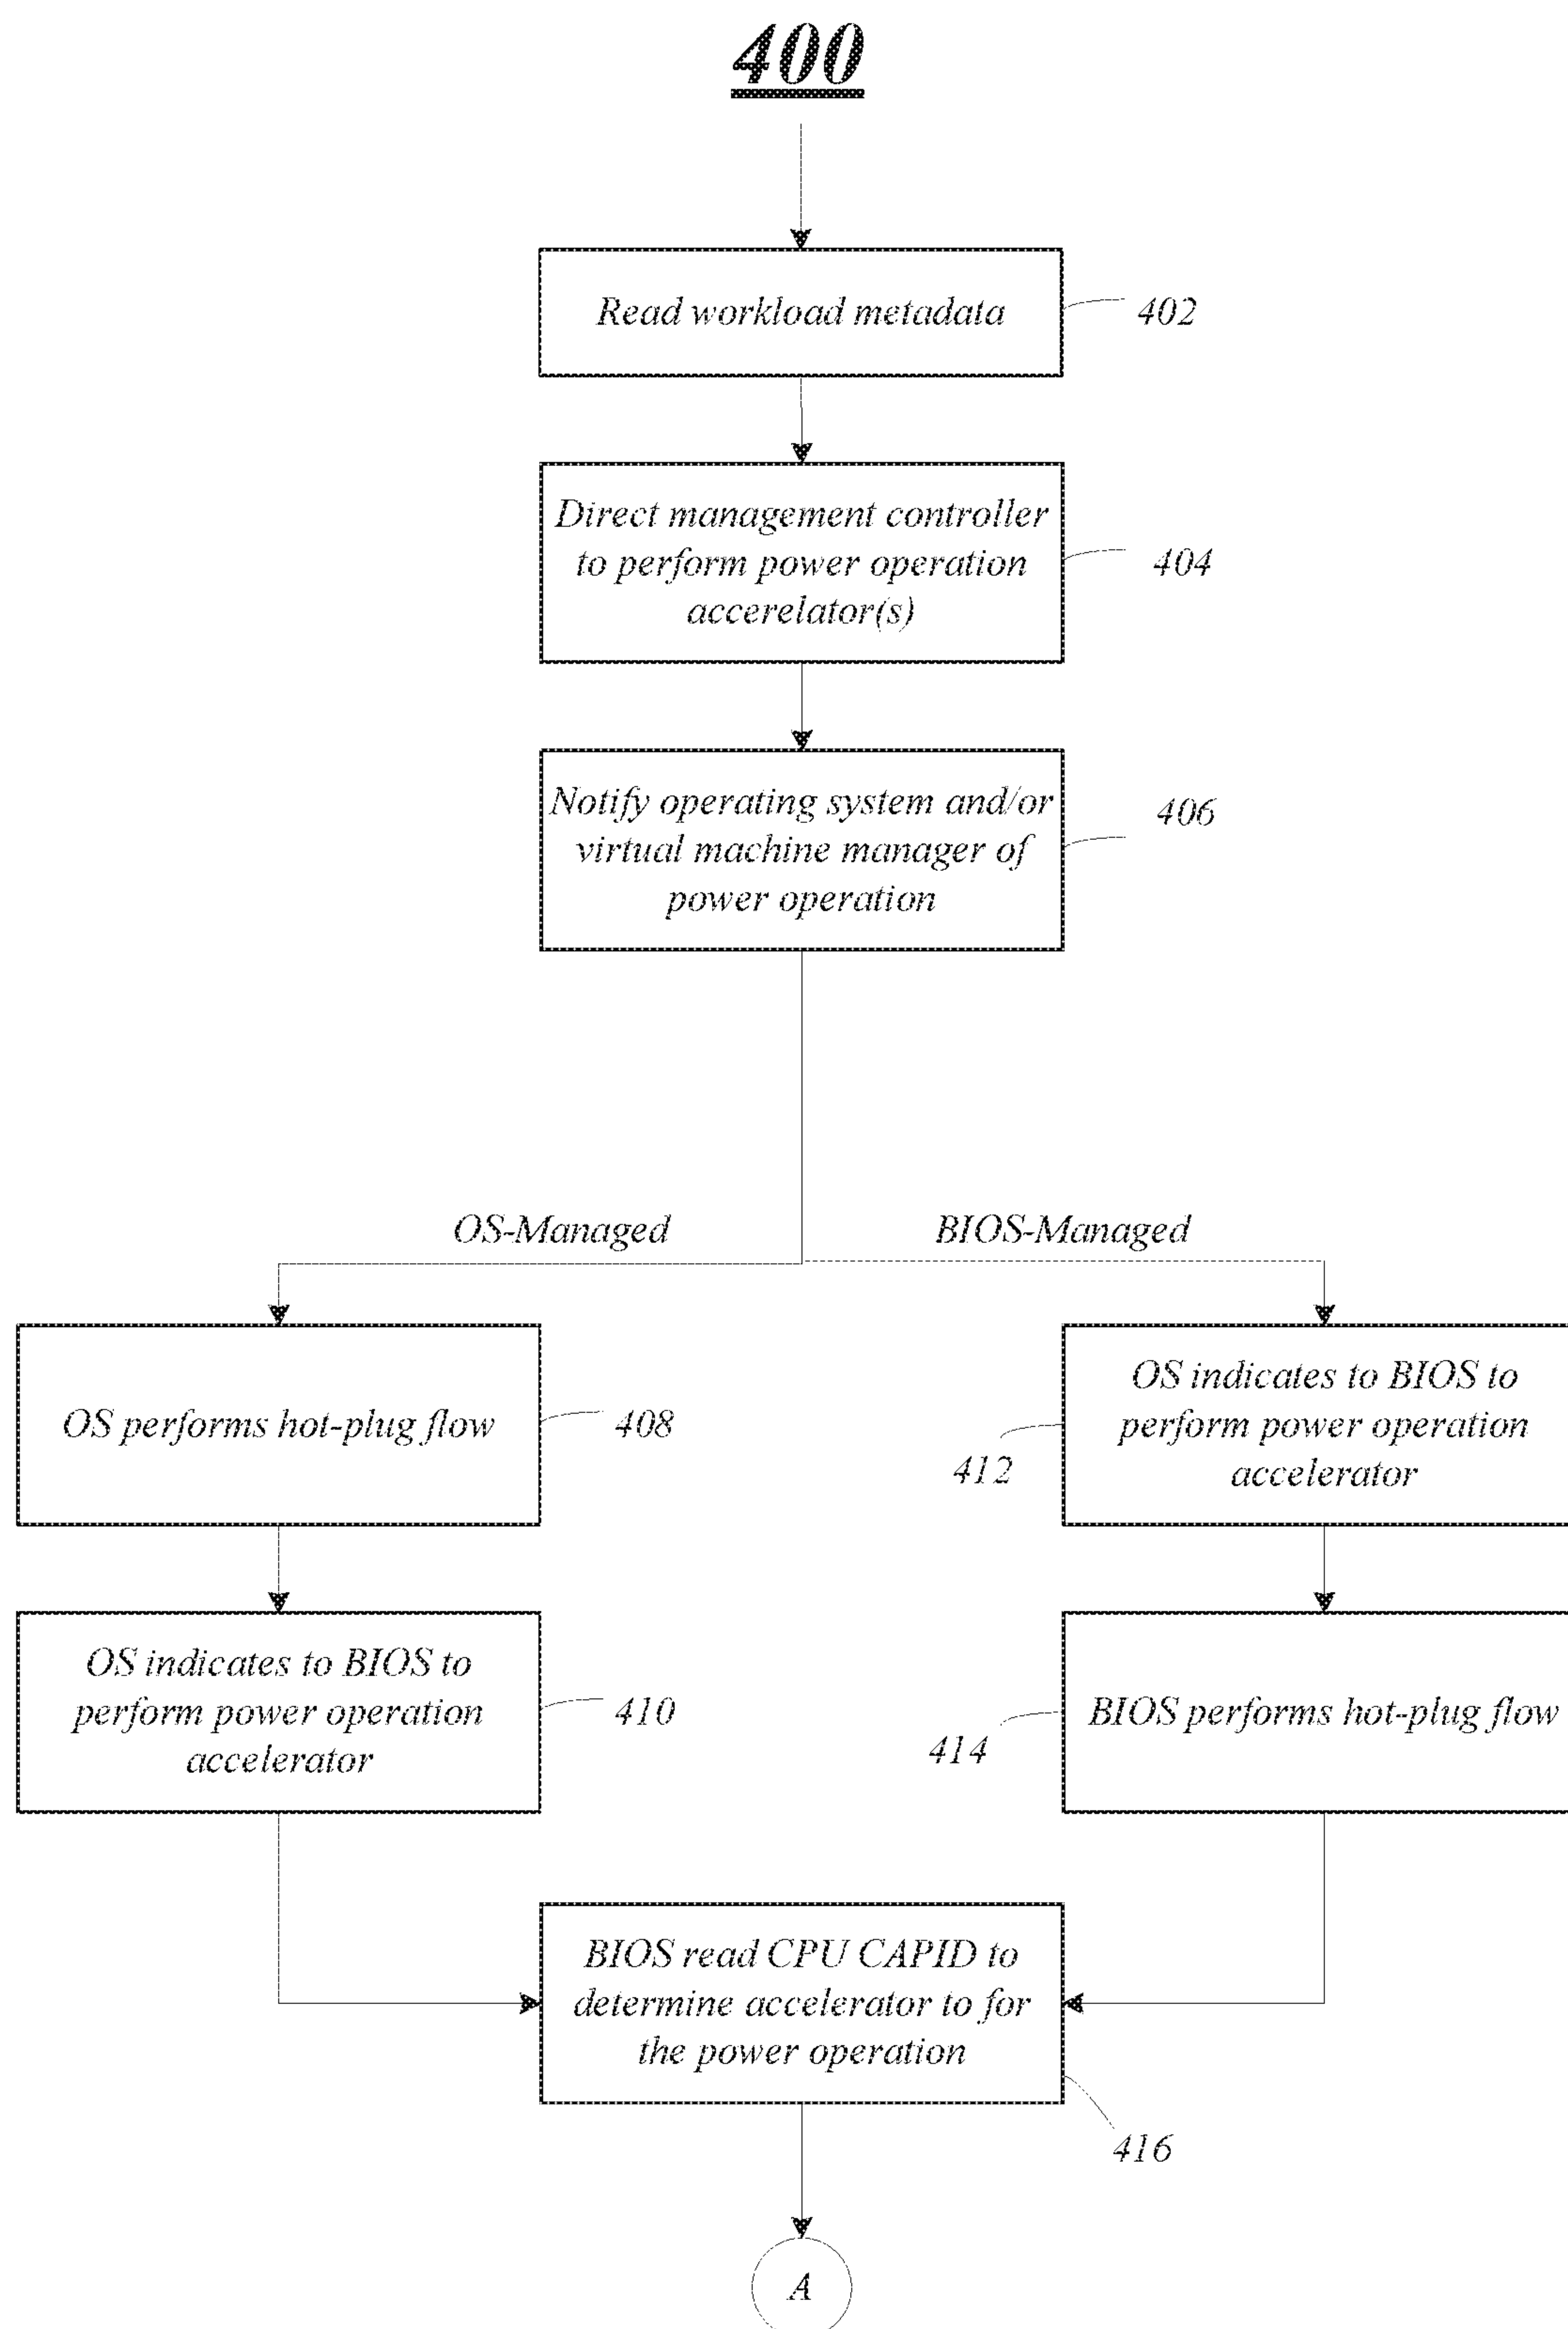 400
Read workload metadata
402
Direct management controller
to perform power operation
accerelator(s)
404
Notify operating system and/or
virtual machine manager of
power operation
406
OS-Managed
BIOS-Managed
OS performs hot-plug flow
408
OS indicates to BIOS to
perform power operation
accelerator
412
OS indicates to BIOS to
perform power operation
accelerator
410
BIOS performs hot-plug flow
414
BIOS read CPU CAPID to
determine accelerator to for
the power operation
416
A